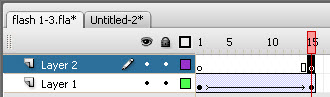 flash 1-3.fla* Untitled-2*
1 5 10 15
Layer 2
Layer 1